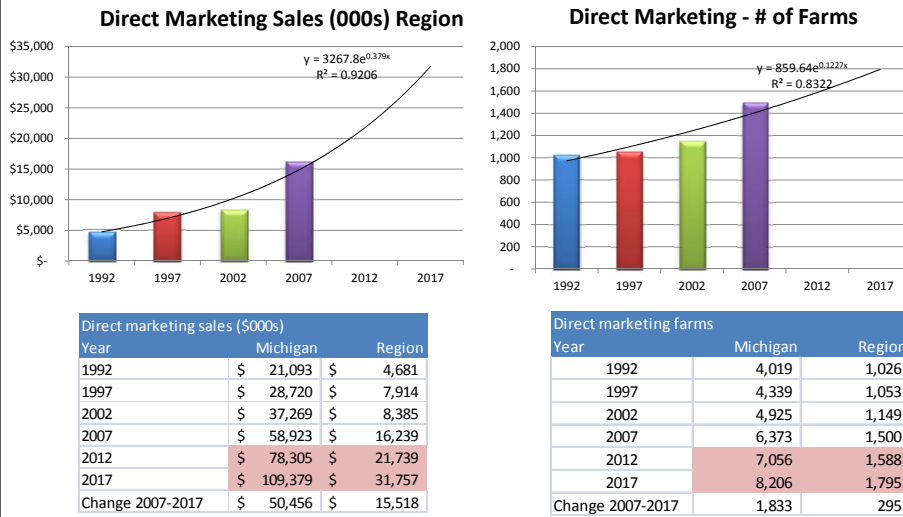 Direct Marketing Sales (000s) Region
$35,000
$30,000
$25,000
$20,000
$15,000
$10,000
$5,000
$-
y = 3267.8e^0.379x
R² = 0.9206
1992 1997 2002 2007 2012 2017
Direct Marketing - # of Farms
2,000
1,800
1,600
1,400
1,200
1,000
800
600
400
200
-
y = 859.64e^0.1227x
R² = 0.8322
1992 1997 2002 2007 2012 2017
Direct marketing sales ($000s)
Year Michigan Region
1992 $ 21,093 $ 4,681
1997 $ 28,720 $ 7,914
2002 $ 37,269 $ 8,385
2007 $ 58,923 $ 16,239
2012 $ 78,305 $ 21,739
2017 $ 109,379 $ 31,757
Change 2007-2017 $ 50,456 $ 15,518
Direct marketing farms
Year Michigan Region
1992 4,019 1,026
1997 4,339 1,053
2002 4,925 1,149
2007 6,373 1,500
2012 7,056 1,588
2017 8,206 1,795
Change 2007-2017 1,833 295